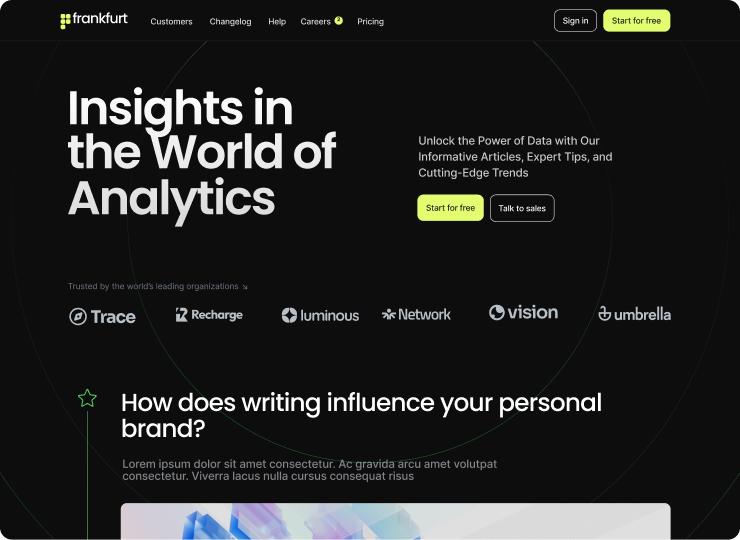 frankfurt
Customers
Changelog
Help
Careers 2
Pricing
Sign in
Start for free
Insights in
the World of
Analytics
Unlock the Power of Data with Our
Informative Articles, Expert Tips, and
Cutting-Edge Trends
Start for free
Talk to sales
Trusted by the world's leading organizations ↘
Trace
Recharge
luminous
Network
vision
umbrella
How does writing influence your personal
brand?
Lorem ipsum dolor sit amet consectetur. Ac gravida arcu amet volutpat
consectetur. Viverra lacus nulla cursus consequat risus